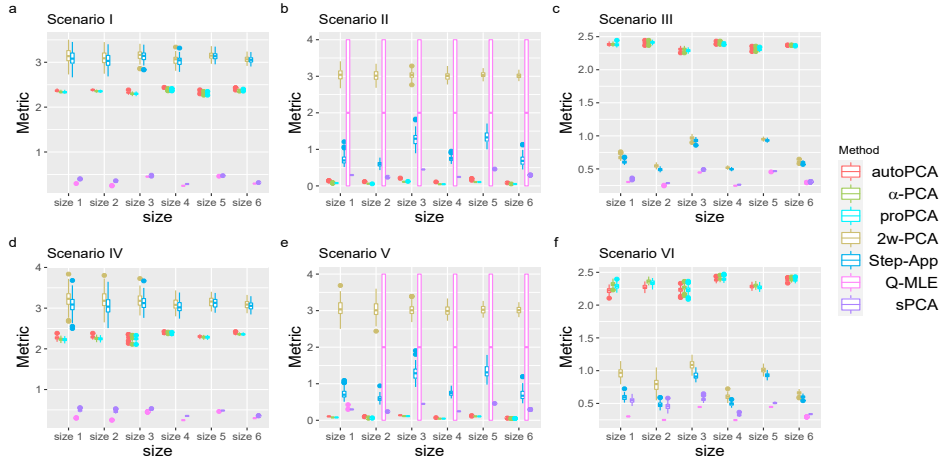 a
Scenario I
Metric
3
2
1
size 1 size 2 size 3 size 4 size 5 size 6
size
b
Scenario II
Metric
4
3
2
1
0
size 1 size 2 size 3 size 4 size 5 size 6
size
c
Scenario III
Metric
2.5
2.0
1.5
1.0
0.5
size 1 size 2 size 3 size 4 size 5 size 6
size
d
Scenario IV
Metric
4
3
2
1
size 1 size 2 size 3 size 4 size 5 size 6
size
e
Scenario V
Metric
4
3
2
1
0
size 1 size 2 size 3 size 4 size 5 size 6
size
f
Scenario VI
Metric
2.5
2.0
1.5
1.0
0.5
size 1 size 2 size 3 size 4 size 5 size 6
size
Method
autoPCA
α-PCA
proPCA
2w-PCA
Step-App
Q-MLE
sPCA